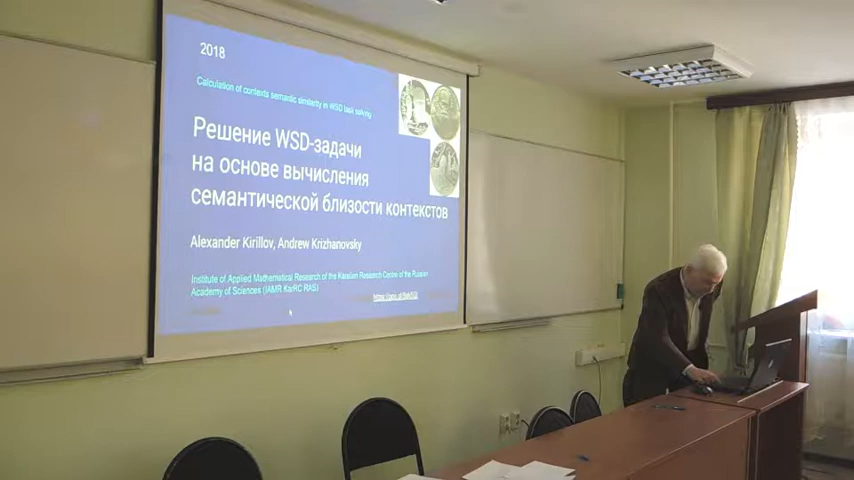 2018
Calculation of contexts semantic similarity in WSD task solving
Решение WSD-задачи
на основе вычисления
семантической близости контекстов
Alexander Kirillov, Andrew Krizhanovsky
Institute of Applied Mathematical Research of the Karelian Research Centre of the Russian
Academy of Sciences (IAMR KarRC RAS)